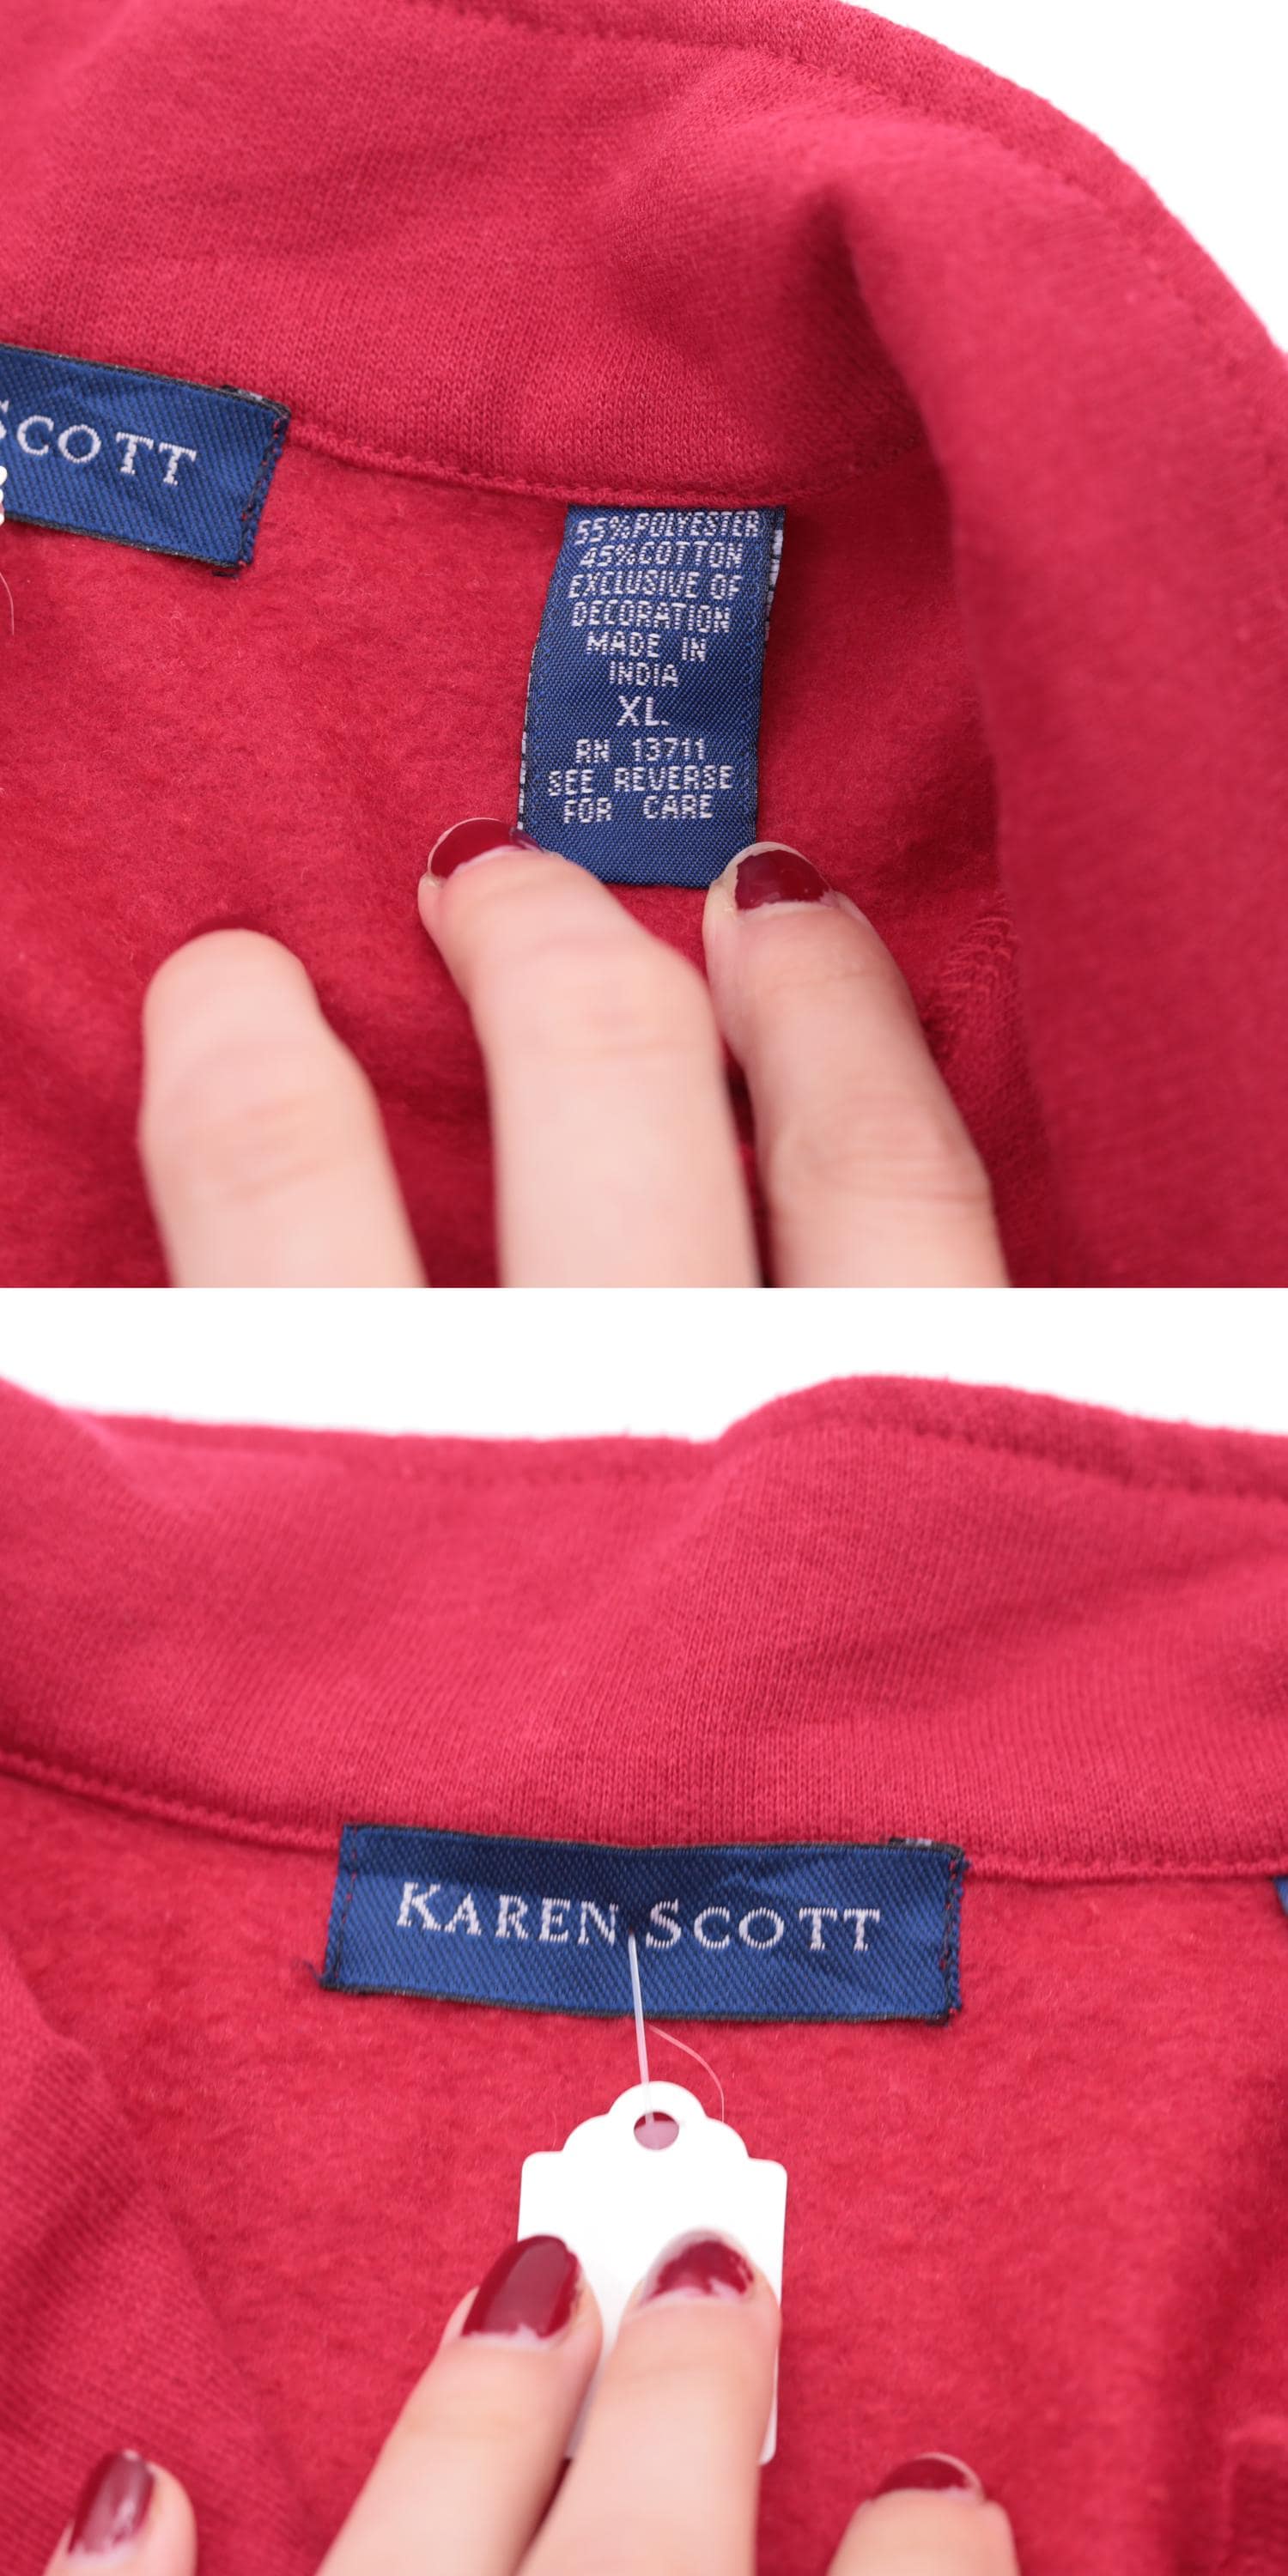 SCOTT
55% POLYESTER
45% COTTON
EXCLUSIVE OF
DECORATION
MADE IN
INDIA
XL.
RN 13711
SEE REVERSE
FOR CARE
KAREN SCOTT